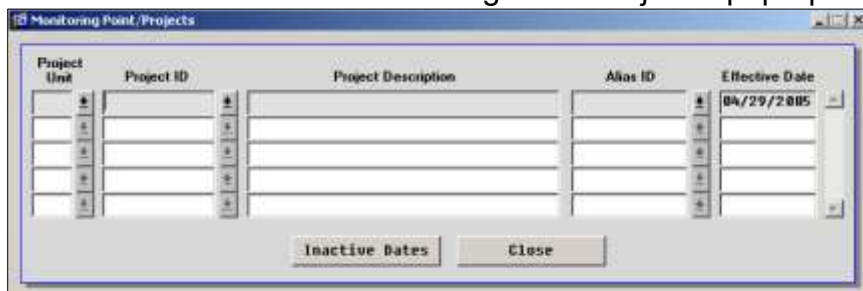 Monitoring Point/Projects
Project Unit Project ID Project Description Alias ID Effective Date
04/29/2005
Inactive Dates Close